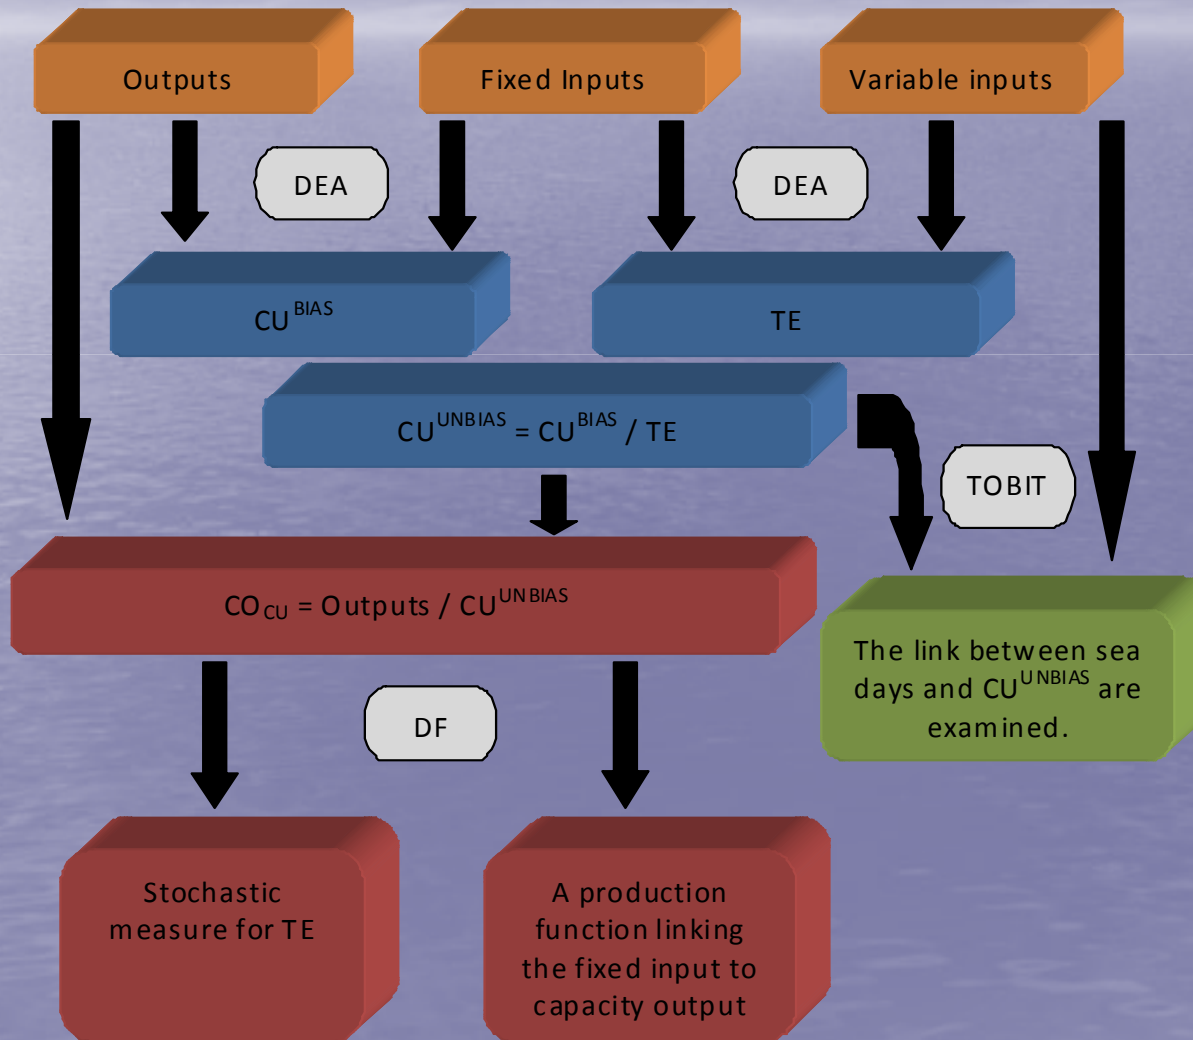 Outputs
Fixed Inputs
Variable inputs
DEA
DEA
CU^BIAS
TE
CU^UNBIAS = CU^BIAS / TE
TOBIT
CO_CU = Outputs / CU^UNBIAS
The link between sea
days and CU^UNBIAS are
examined.
DF
Stochastic
measure for TE
A production
function linking
the fixed input to
capacity output